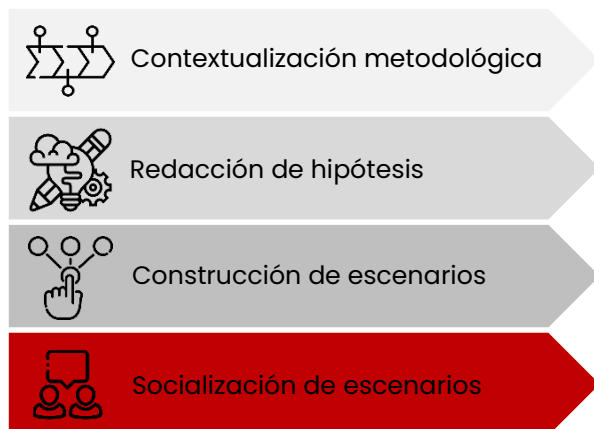 Contextualización metodológica
Redacción de hipótesis
Construcción de escenarios
Socialización de escenarios